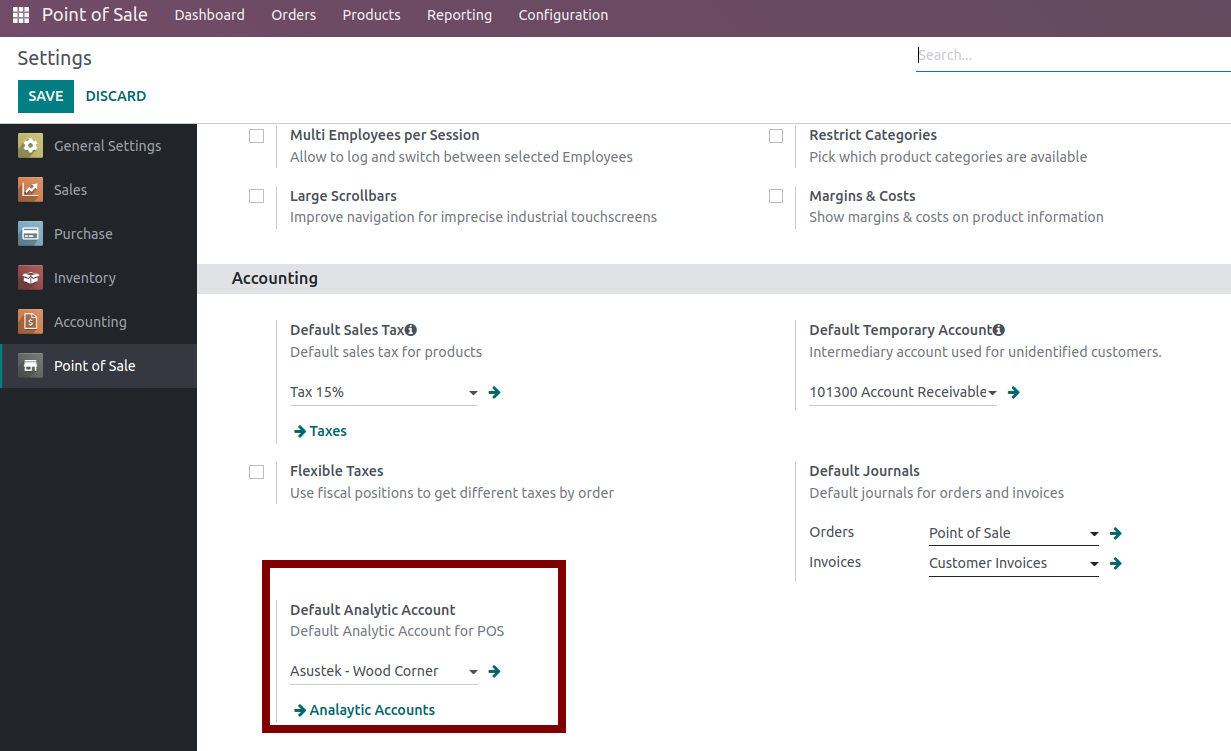 Point of Sale Dashboard Orders Products Reporting Configuration
Settings
Search...
SAVE DISCARD
General Settings
Sales
Purchase
Inventory
Accounting
Point of Sale
Multi Employees per Session
Allow to log and switch between selected Employees
Restrict Categories
Pick which product categories are available
Large Scrollbars
Improve navigation for imprecise industrial touchscreens
Margins & Costs
Show margins & costs on product information
Accounting
Default Sales Tax
Default sales tax for products
Tax 15%
Taxes
Default Temporary Account
Intermediary account used for unidentified customers.
101300 Account Receivable
Flexible Taxes
Use fiscal positions to get different taxes by order
Default Journals
Default journals for orders and invoices
Orders Point of Sale
Invoices Customer Invoices
Default Analytic Account
Default Analytic Account for POS
Asustek - Wood Corner
Analaytic Accounts